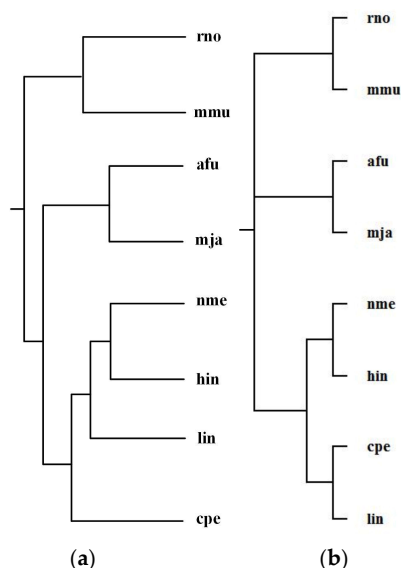 rno
mmu
afu
mja
nme
hin
lin
cpe
(a)
rno
mmu
afu
mja
nme
hin
cpe
lin
(b)